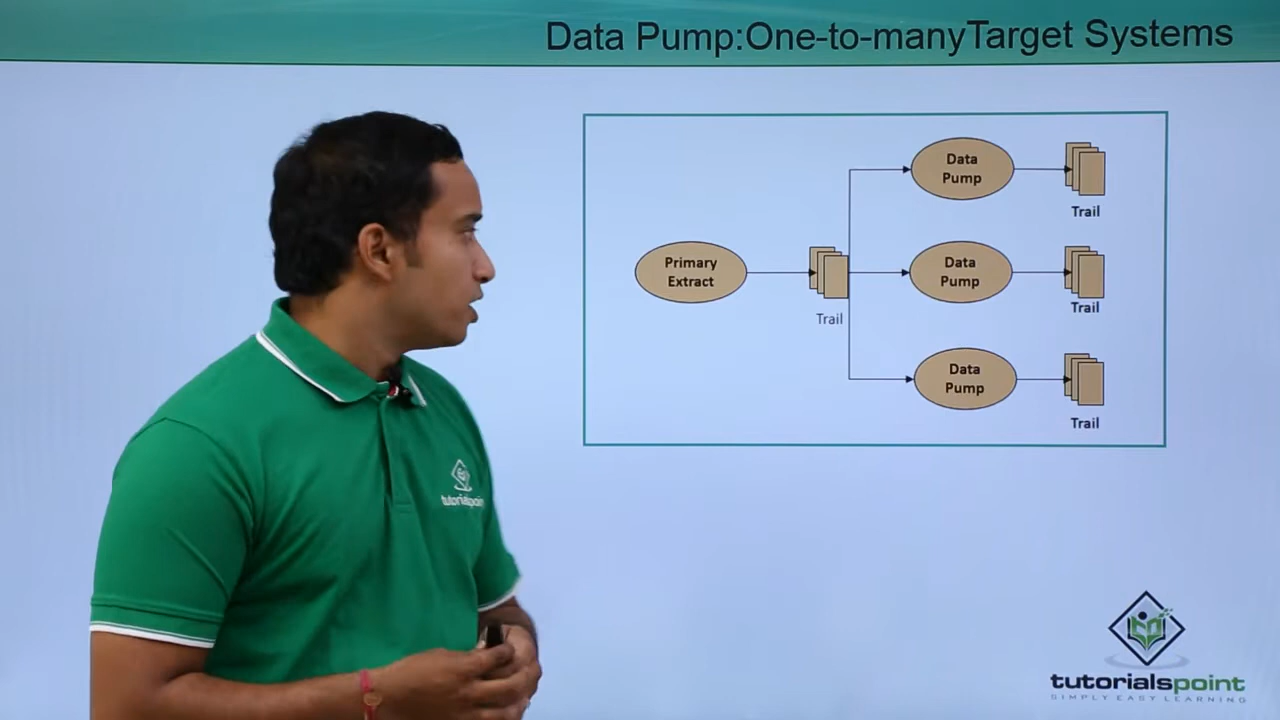 Data Pump:One-to-manyTarget Systems
Data
Pump
Trail
Primary
Extract
Trail
Data
Pump
Trail
Data
Pump
Trail
tutorialspoint
tutorialspoint
SIMPLY EASY LEARNING